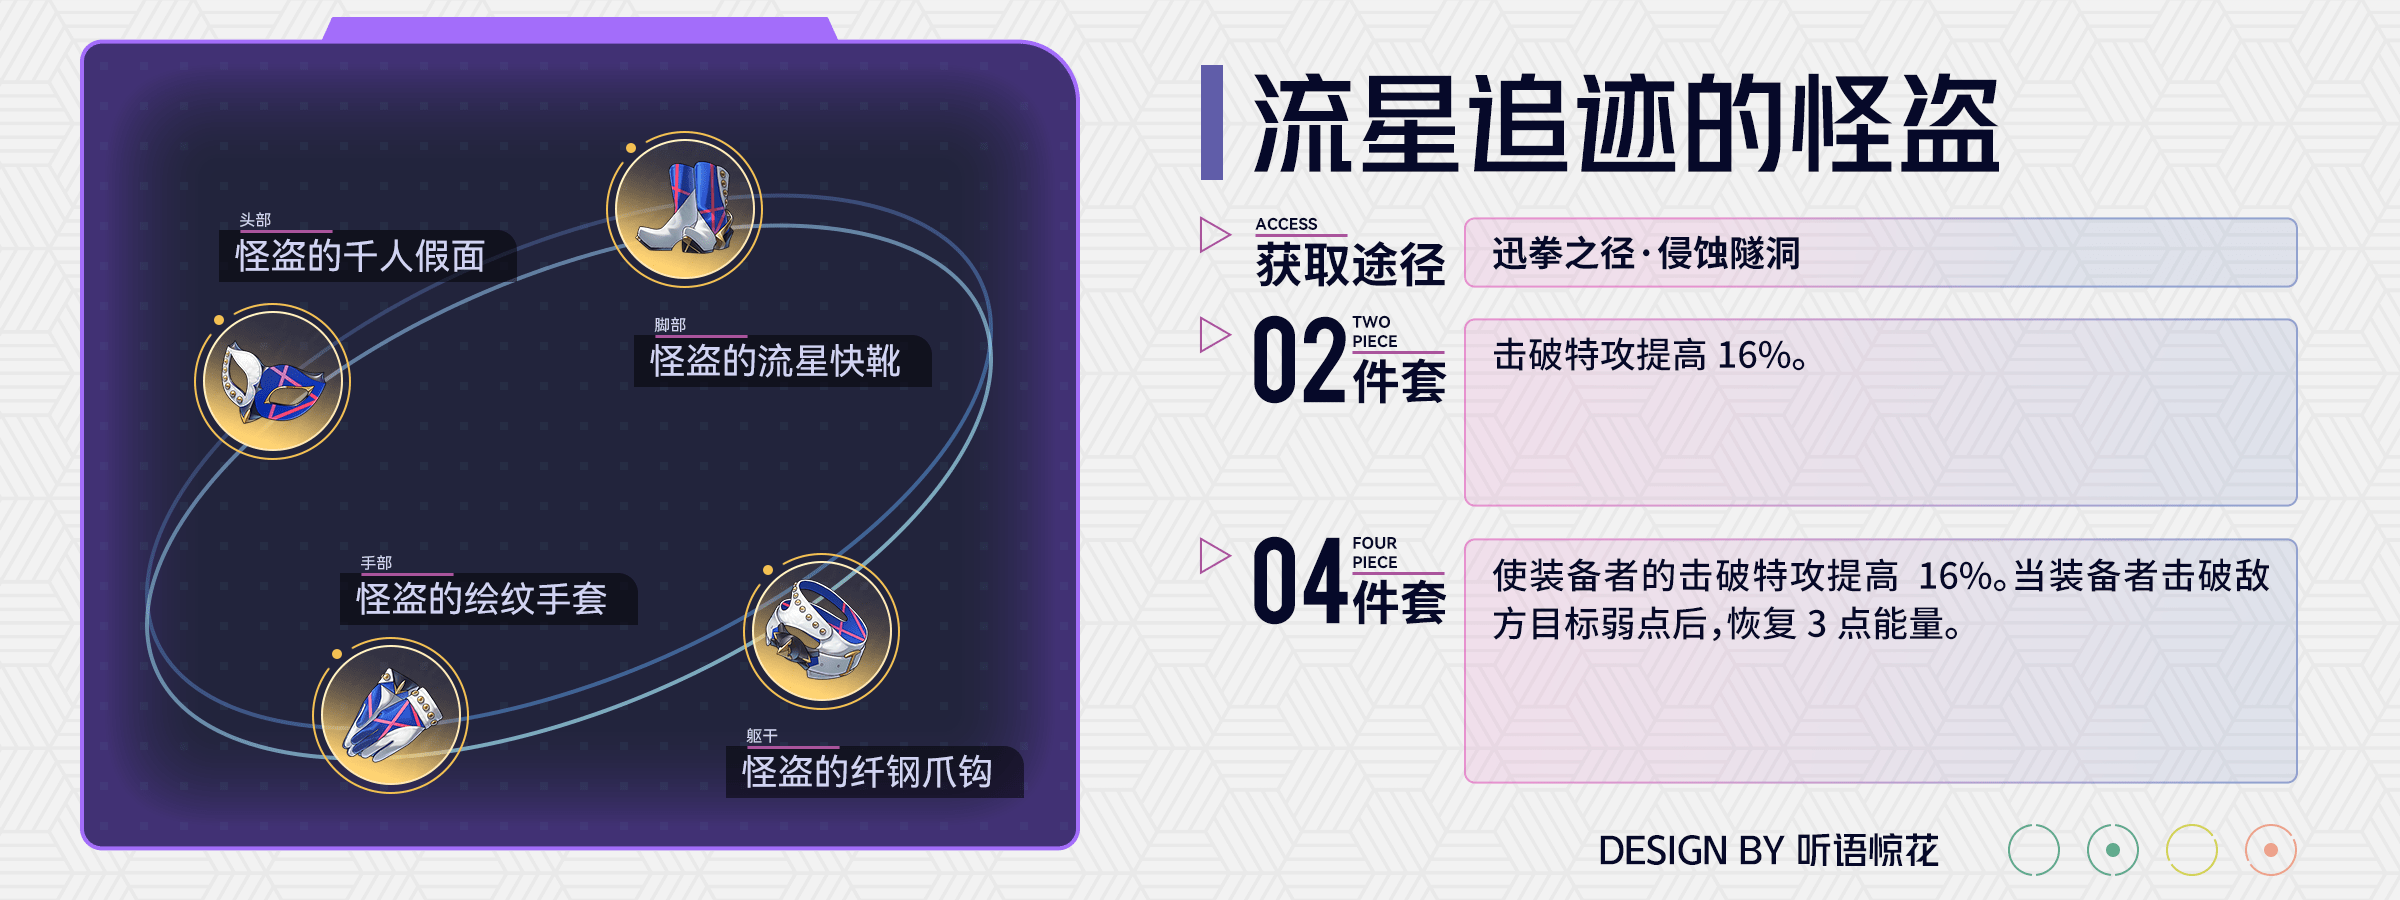 头部
怪盗的千人假面
脚部
怪盗的流星快靴
手部
怪盗的绘纹手套
躯干
怪盗的纤钢爪钩
流星追迹的怪盗
ACCESS
获取途径
迅拳之径·侵蚀隧洞
02
TWO
PIECE
件套
击破特攻提高 16%。
04
FOUR
PIECE
件套
使装备者的击破特攻提高 16%。当装备者击破敌
方目标弱点后，恢复 3 点能量。
DESIGN BY 听语惊花